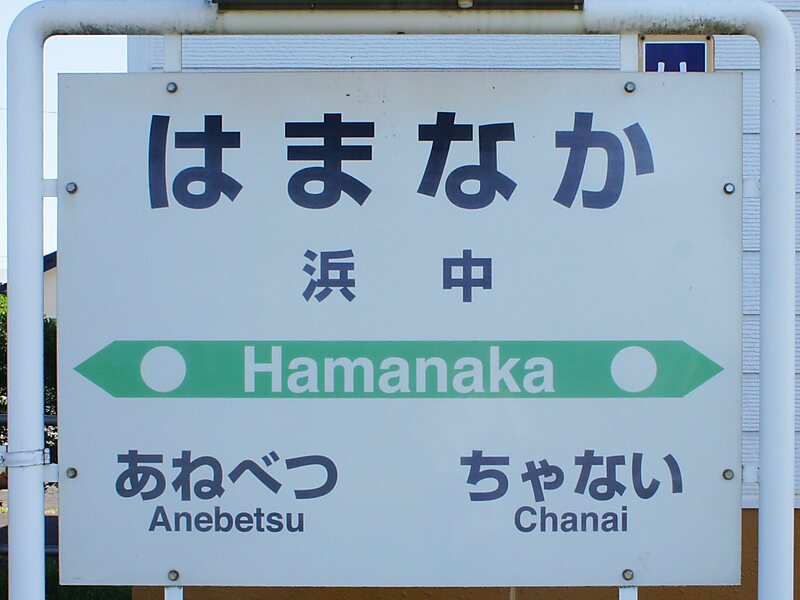 はまなか
浜中
Hamanaka
あねべつ ちゃない
Anebetsu Chanai